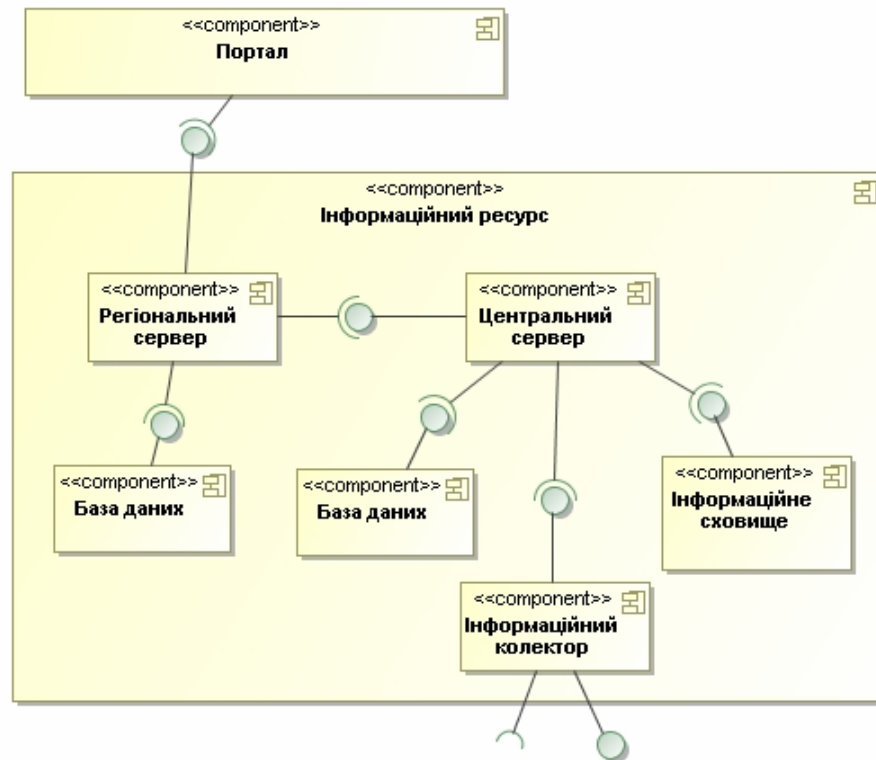 <<component>>
Портал
<<component>>
Інформаційний ресурс
<<component>>
Регіональний
сервер
<<component>>
Центральний
сервер
<<component>>
База даних
<<component>>
База даних
<<component>>
Інформаційне
сховище
<<component>>
Інформаційний
колектор